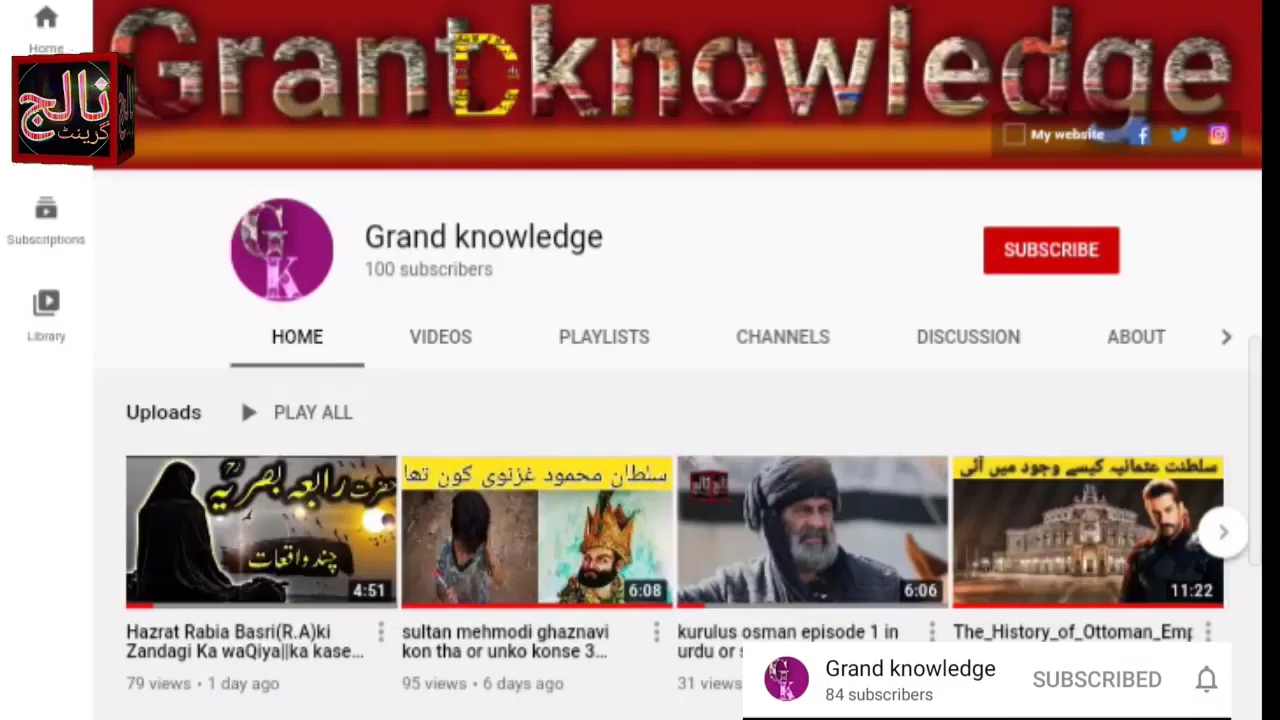 Grantknowledge
Home
نالج
گرینٹ
My website
Subscriptions
Grand knowledge
100 subscribers
SUBSCRIBE
Library
HOME
VIDEOS
PLAYLISTS
CHANNELS
DISCUSSION
ABOUT
Uploads
PLAY ALL
حضرت رابعہ بصریہؒ
چند واقعات
4:51
سلطان محمود غزنوی کون تھا
6:08
6:06
سلطنت عثمانیہ کیسے وجود میں آئی
11:22
Hazrat Rabia Basri(R.A)ki
Zandagi Ka waQiya||ka kase...
79 views • 1 day ago
sultan mehmodi ghaznavi
kon tha or unko konse 3...
95 views • 6 days ago
kurulus osman episode 1 in
urdu or
31 views
The_History_of_Ottoman_Emp
Grand knowledge
84 subscribers
SUBSCRIBED